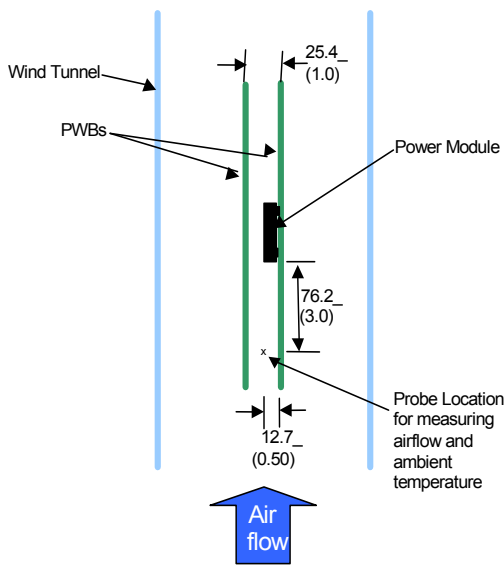 25.4_
(1.0)
Wind Tunnel
PWBs
Power Module
76.2_
(3.0)
x
Probe Location
for measuring
airflow and
ambient
temperature
12.7_
(0.50)
Air
flow